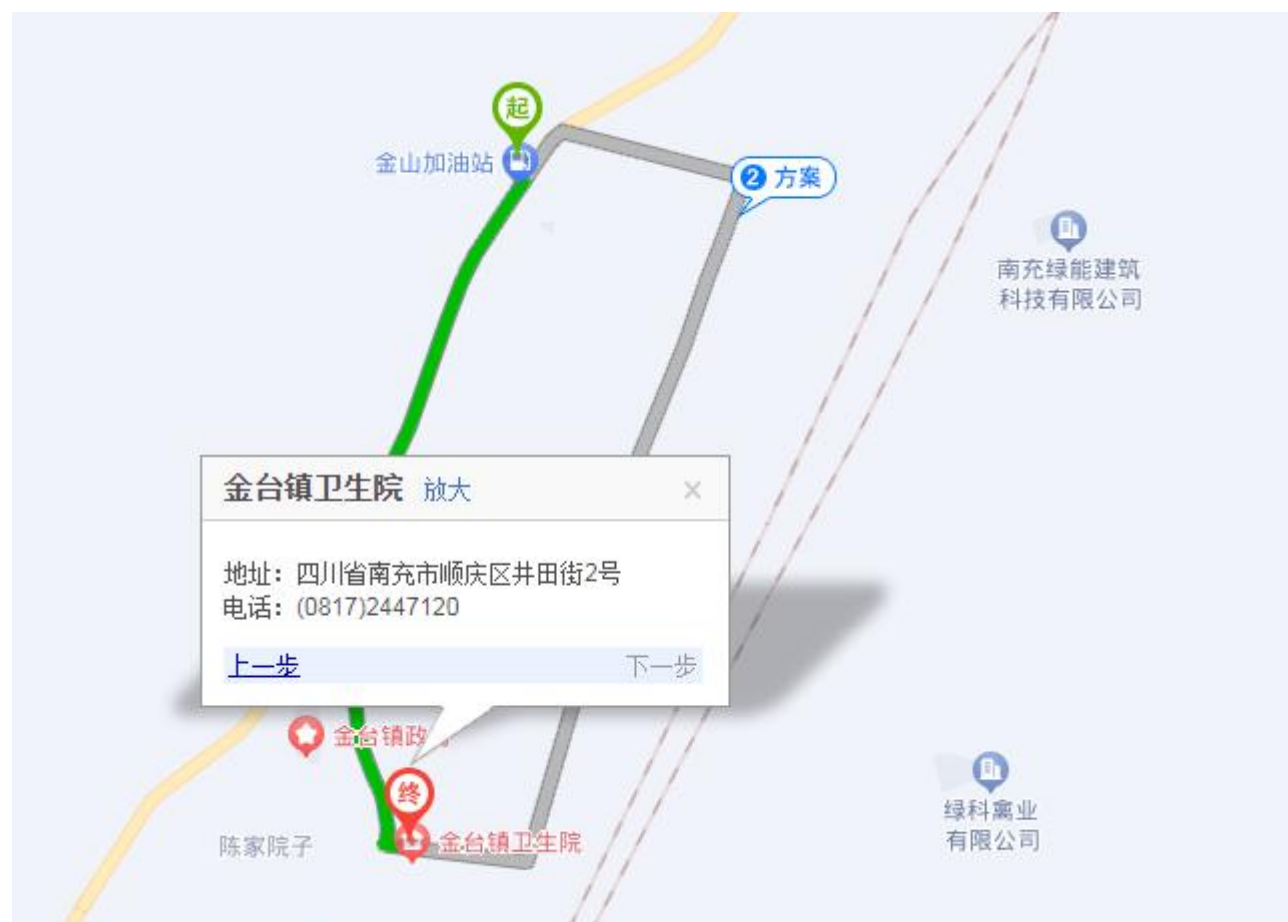 起
金山加油站
2 方案
南充绿能建筑
科技有限公司
金台镇卫生院 放大 ×
地址：四川省南充市顺庆区井田街2号
电话：(0817)2447120
上一步 下一步
金台镇政
终
金台镇卫生院
陈家院子
绿科禽业
有限公司